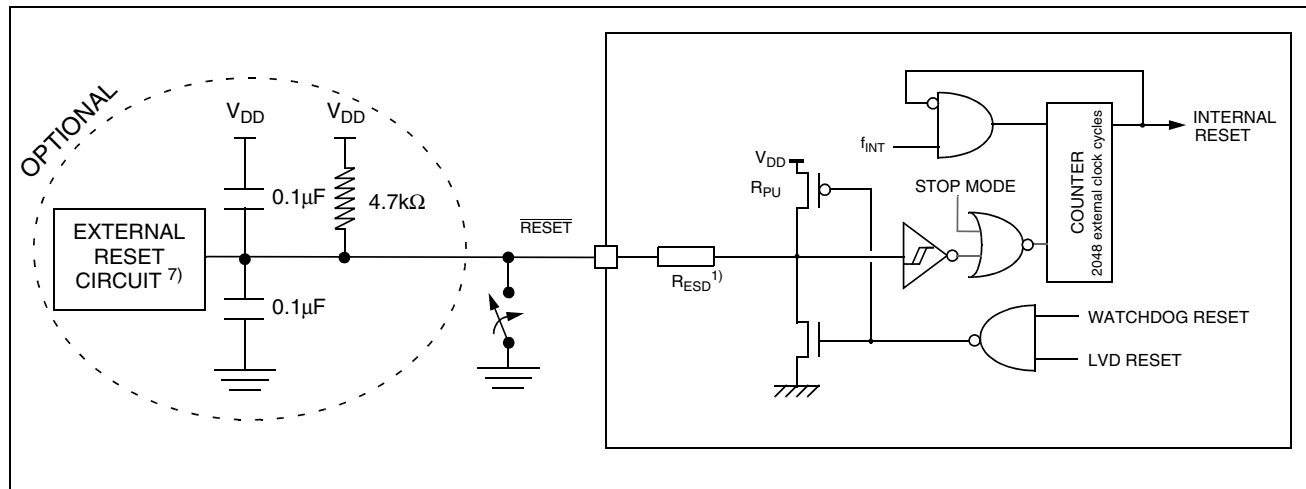 OPTIONAL
V_DD
V_DD
0.1μF
4.7kΩ
EXTERNAL
RESET
CIRCUIT 7)
0.1μF
RESET
R_ESD 1)
V_DD
R_PU
f_INT
STOP MODE
COUNTER
2048 external clock cycles
INTERNAL
RESET
WATCHDOG RESET
LVD RESET